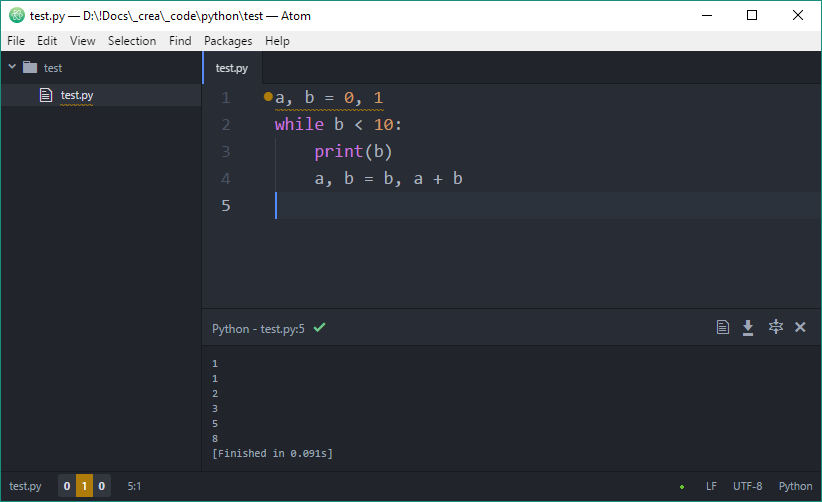 test.py — D:\!Docs\_crea\_code\python\test — Atom
File Edit View Selection Find Packages Help
test
test.py
test.py
1 a, b = 0, 1
2 while b < 10:
3 print(b)
4 a, b = b, a + b
5
Python - test.py:5
1
1
2
3
5
8
[Finished in 0.091s]
test.py 0 1 0 5:1 LF UTF-8 Python